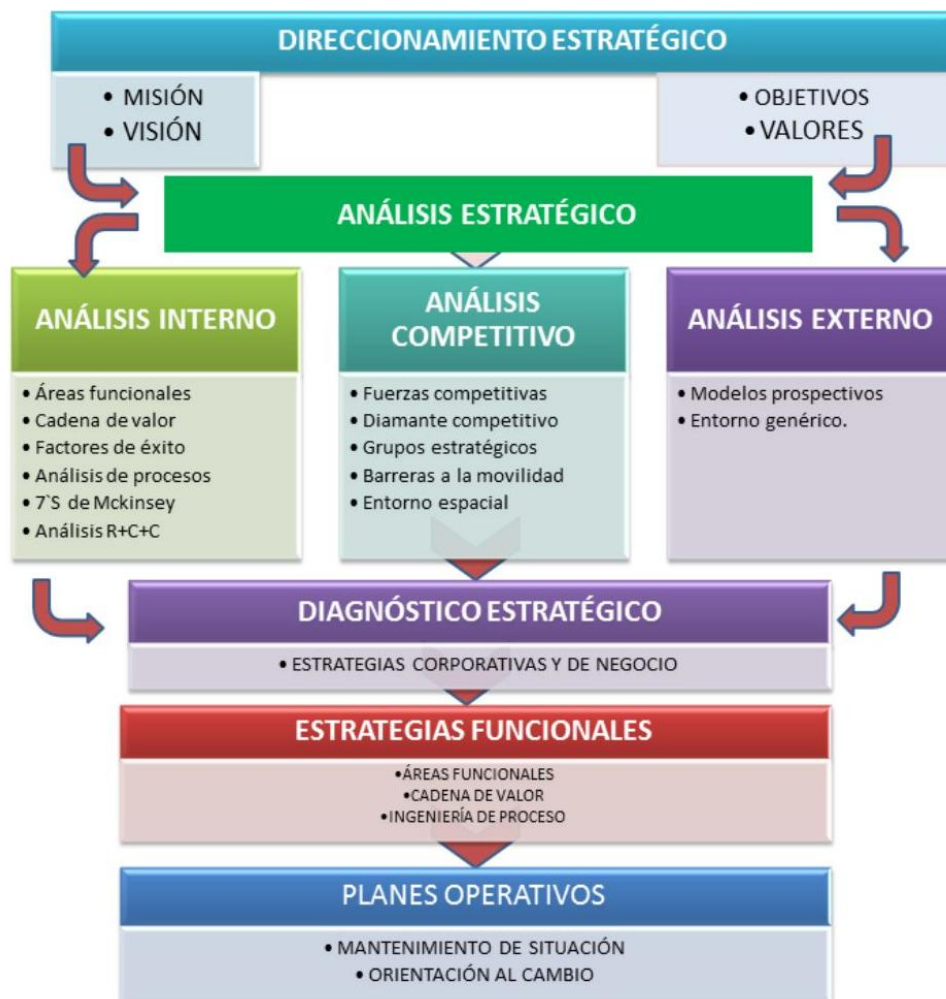 DIRECCIONAMIENTO ESTRATÉGICO
• MISIÓN
• VISIÓN
• OBJETIVOS
• VALORES
ANÁLISIS ESTRATÉGICO
ANÁLISIS INTERNO
• Áreas funcionales
• Cadena de valor
• Factores de éxito
• Análisis de procesos
• 7`S de Mckinsey
• Análisis R+C+C
ANÁLISIS
COMPETITIVO
• Fuerzas competitivas
• Diamante competitivo
• Grupos estratégicos
• Barreras a la movilidad
• Entorno espacial
ANÁLISIS EXTERNO
• Modelos prospectivos
• Entorno genérico.
DIAGNÓSTICO ESTRATÉGICO
• ESTRATEGIAS CORPORATIVAS Y DE NEGOCIO
ESTRATEGIAS FUNCIONALES
•ÁREAS FUNCIONALES
•CADENA DE VALOR
•INGENIERÍA DE PROCESO
PLANES OPERATIVOS
• MANTENIMIENTO DE SITUACIÓN
• ORIENTACIÓN AL CAMBIO